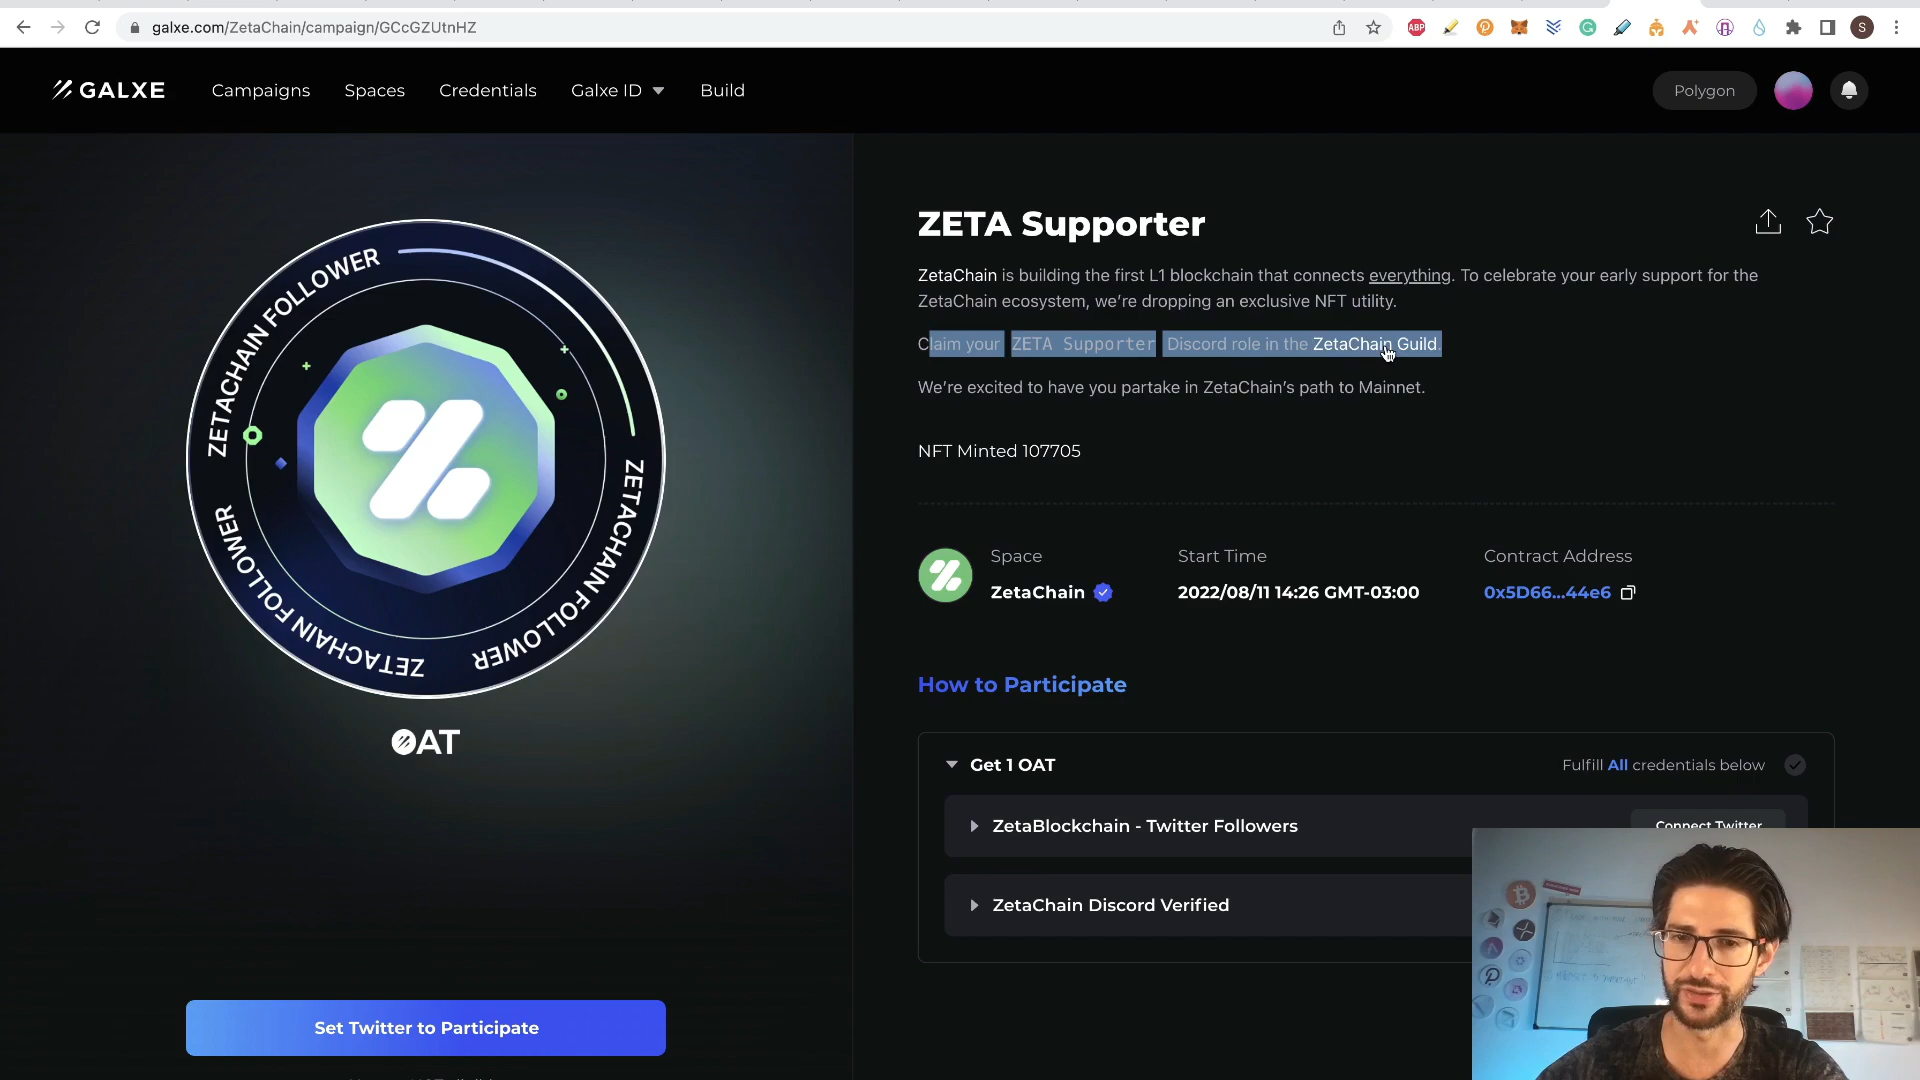 galxe.com/ZetaChain/campaign/GCcGZUtnHZ
ABP
S
GALXE
Campaigns
Spaces
Credentials
Galxe ID
Build
Polygon
ZETACHAIN FOLLOWER
ZETACHAIN FOLLOWER
ZETACHAIN FOLLOWER
OAT
Set Twitter to Participate
ZETA Supporter
ZetaChain is building the first L1 blockchain that connects everything. To celebrate your early support for the
ZetaChain ecosystem, we're dropping an exclusive NFT utility.
Claim your ZETA Supporter Discord role in the ZetaChain Guild.
We're excited to have you partake in ZetaChain's path to Mainnet.
NFT Minted 107705
Space
ZetaChain
Start Time
2022/08/11 14:26 GMT-03:00
Contract Address
0x5D66...44e6
How to Participate
Get 1 OAT
Fulfill All credentials below
ZetaBlockchain - Twitter Followers
Connect Twitter
ZetaChain Discord Verified